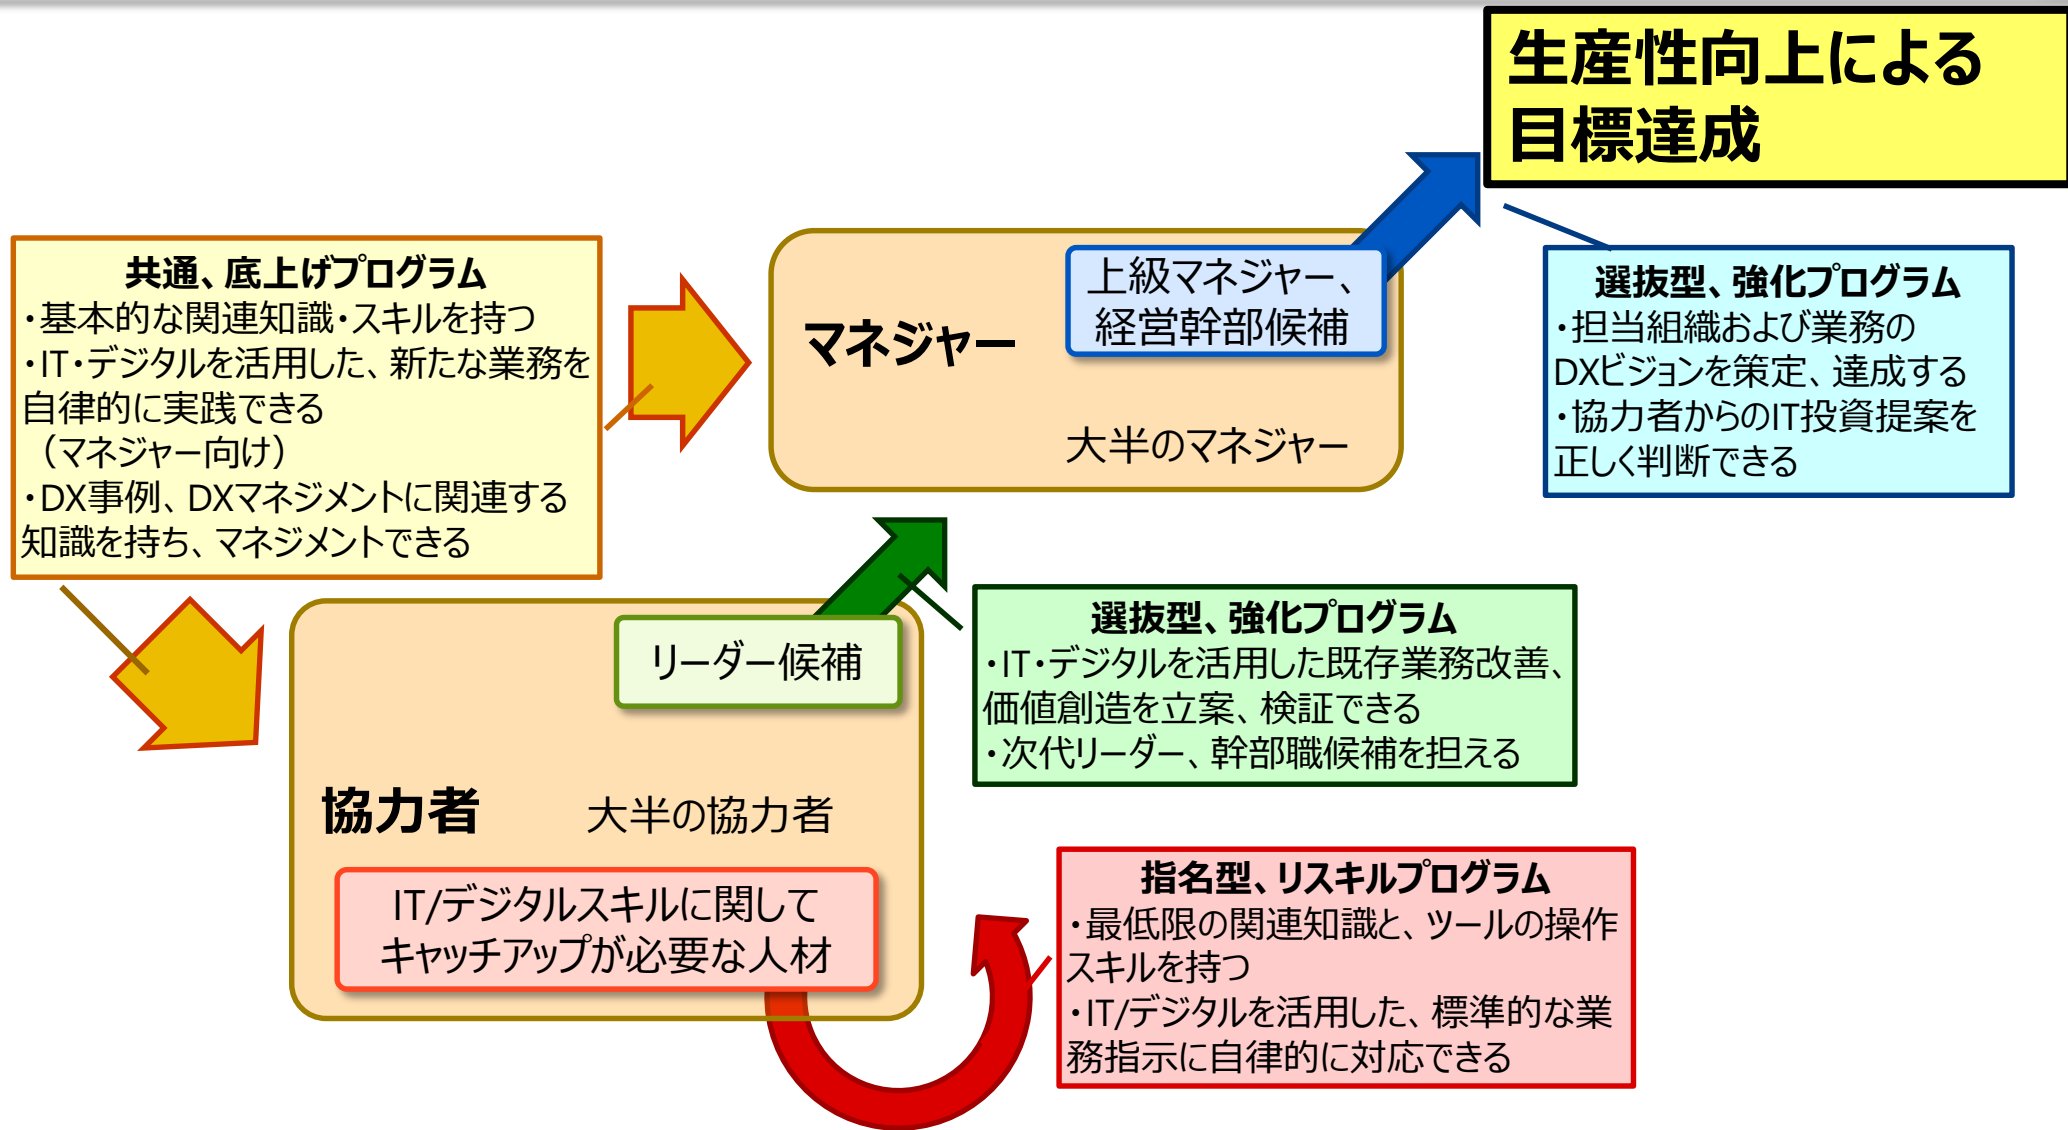 生産性向上による
目標達成
共通、底上げプログラム
・基本的な関連知識・スキルを持つ
・IT・デジタルを活用した、新たな業務を
自律的に実践できる
（マネジャー向け）
・DX事例、DXマネジメントに関連する
知識を持ち、マネジメントできる
マネジャー
上級マネジャー、
経営幹部候補
大半のマネジャー
選抜型、強化プログラム
・担当組織および業務の
DXビジョンを策定、達成する
・協力者からのIT投資提案を
正しく判断できる
リーダー候補
協力者
大半の協力者
IT/デジタルスキルに関して
キャッチアップが必要な人材
選抜型、強化プログラム
・IT・デジタルを活用した既存業務改善、
価値創造を立案、検証できる
・次代リーダー、幹部職候補を担える
指名型、リスキルプログラム
・最低限の関連知識と、ツールの操作
スキルを持つ
・IT/デジタルを活用した、標準的な業
務指示に自律的に対応できる